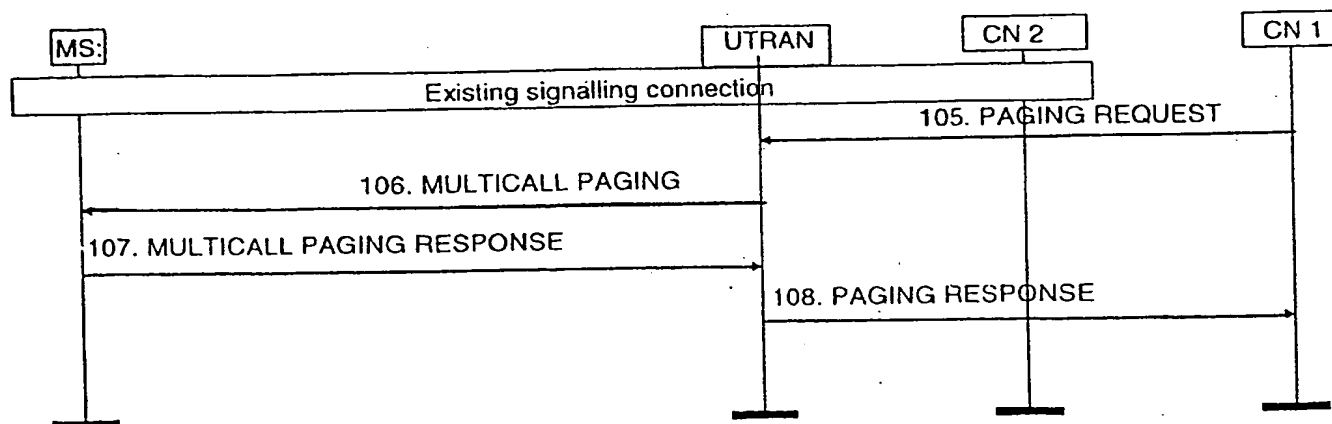 MS:
UTRAN
CN 2
CN 1
Existing signalling connection
105. PAGING REQUEST
106. MULTICALL PAGING
107. MULTICALL PAGING RESPONSE
108. PAGING RESPONSE